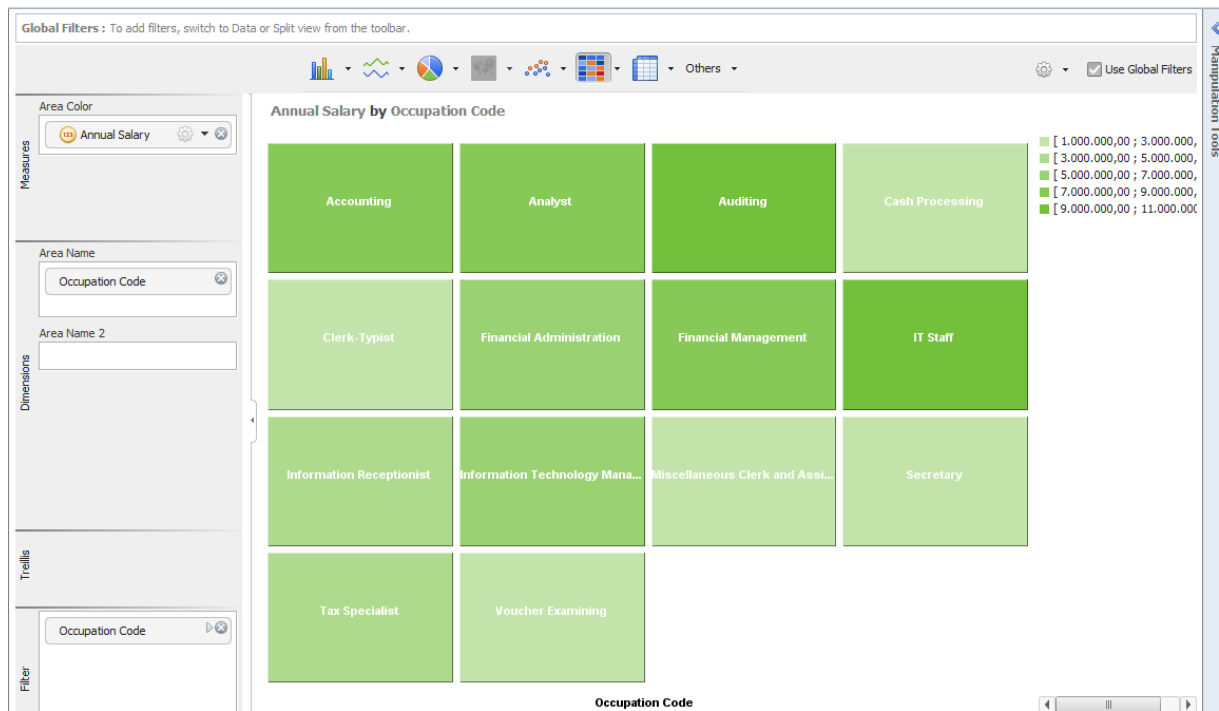 Global Filters : To add filters, switch to Data or Split view from the toolbar.
Manipulation Tools
Others
Use Global Filters
Measures
Area Color
123 Annual Salary
Dimensions
Area Name
Occupation Code
Area Name 2
Treillis
Filter
Occupation Code
Annual Salary by Occupation Code
Accounting Analyst Auditing Cash Processing
Clerk-Typist Financial Administration Financial Management IT Staff
Information Receptionist Information Technology Mana... Miscellaneous Clerk and Assi... Secretary
Tax Specialist Voucher Examining
Occupation Code
[ 1.000.000,00 ; 3.000.000,
[ 3.000.000,00 ; 5.000.000,
[ 5.000.000,00 ; 7.000.000,
[ 7.000.000,00 ; 9.000.000,
[ 9.000.000,00 ; 11.000.000